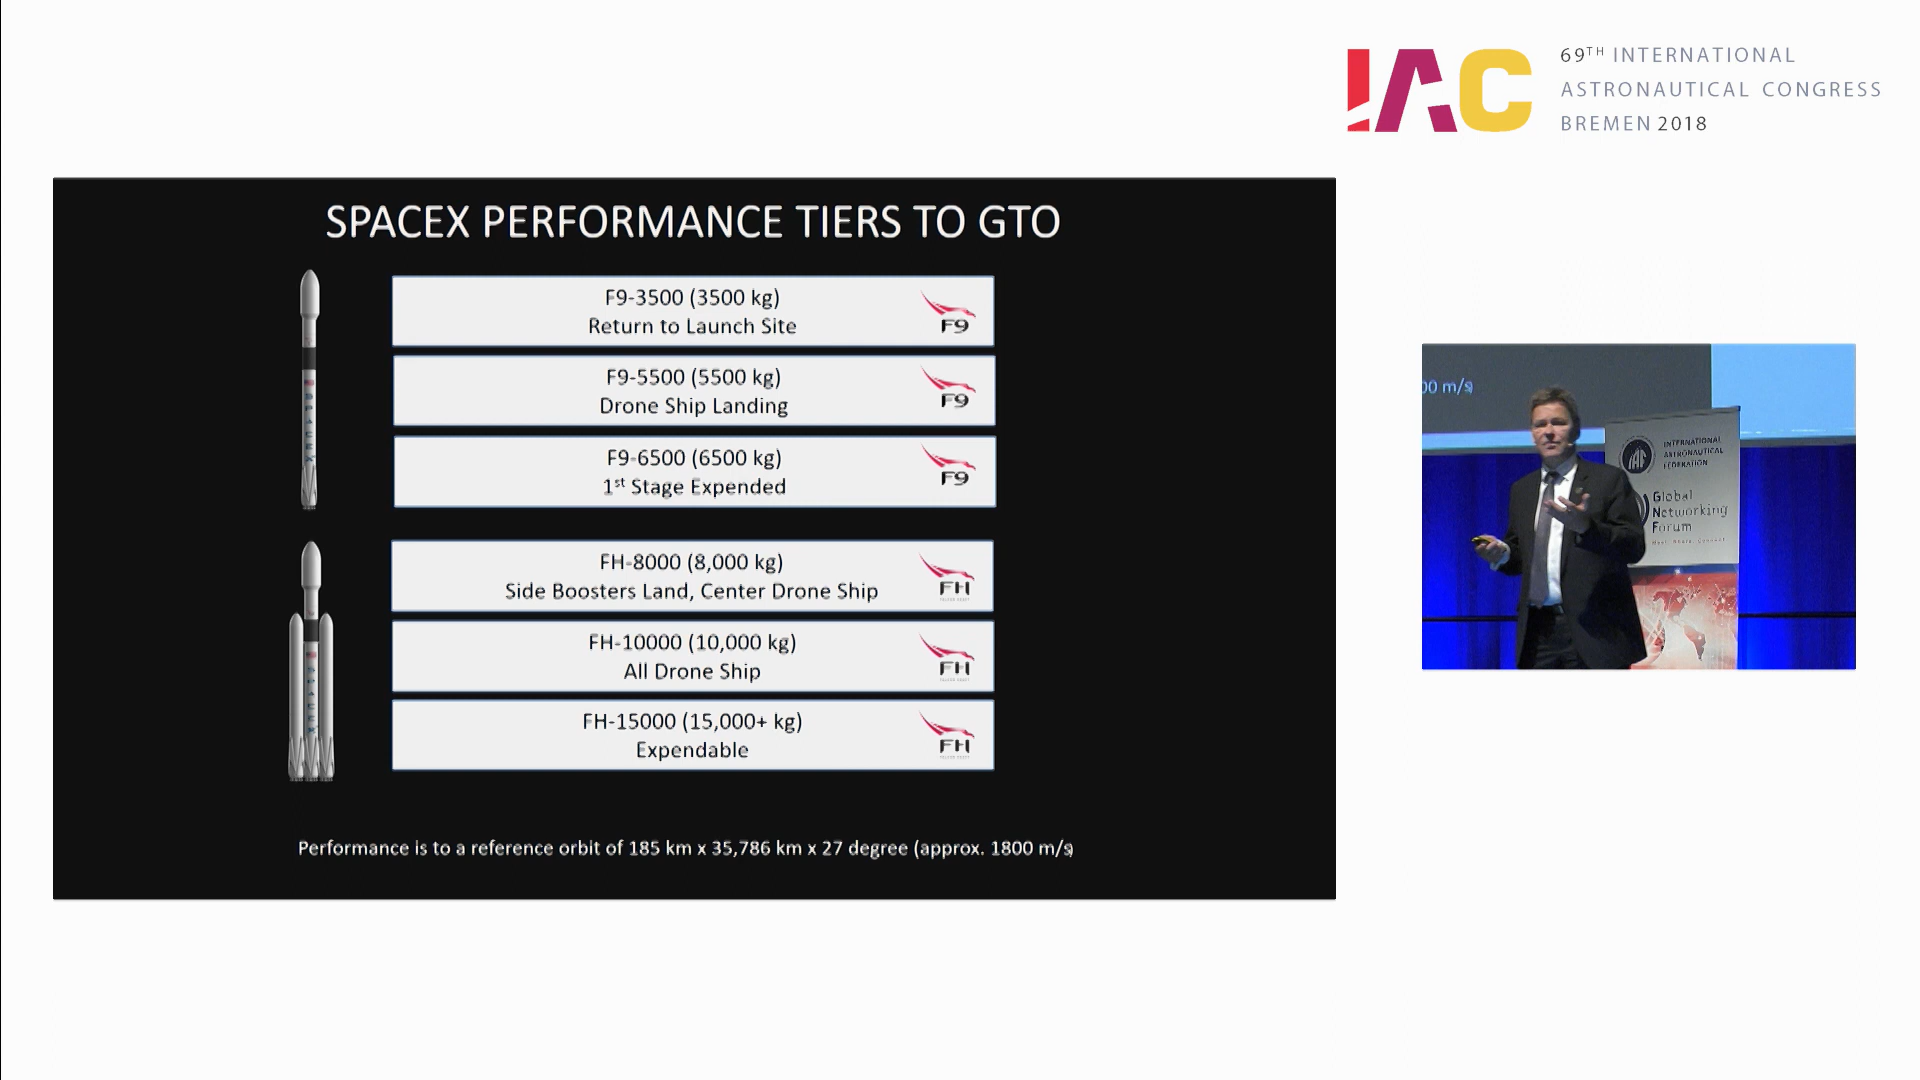 IAC
69TH INTERNATIONAL
ASTRONAUTICAL CONGRESS
BREMEN 2018
SPACEX PERFORMANCE TIERS TO GTO
F9-3500 (3500 kg)
Return to Launch Site
F9
F9-5500 (5500 kg)
Drone Ship Landing
F9
F9-6500 (6500 kg)
1st Stage Expended
F9
SPACEX
FH-8000 (8,000 kg)
Side Boosters Land, Center Drone Ship
FH
FH-10000 (10,000 kg)
All Drone Ship
FH
FH-15000 (15,000+ kg)
Expendable
FH
SPACEX
Performance is to a reference orbit of 185 km x 35,786 km x 27 degree (approx. 1800 m/s)
00 m/s)
IAF
INTERNATIONAL
ASTRONAUTICAL
FEDERATION
Global
Networking
Forum